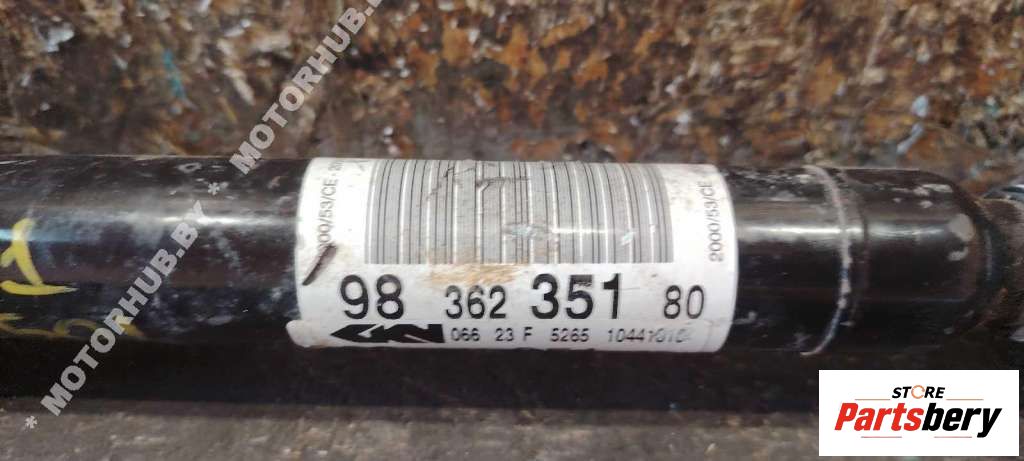 * MOTORHUB.BY * MOTORHUB.BY
2000/53/CE
98 362 351 80
GKN 066 23 F 5265
2000/53/CE
STORE
Partsbery